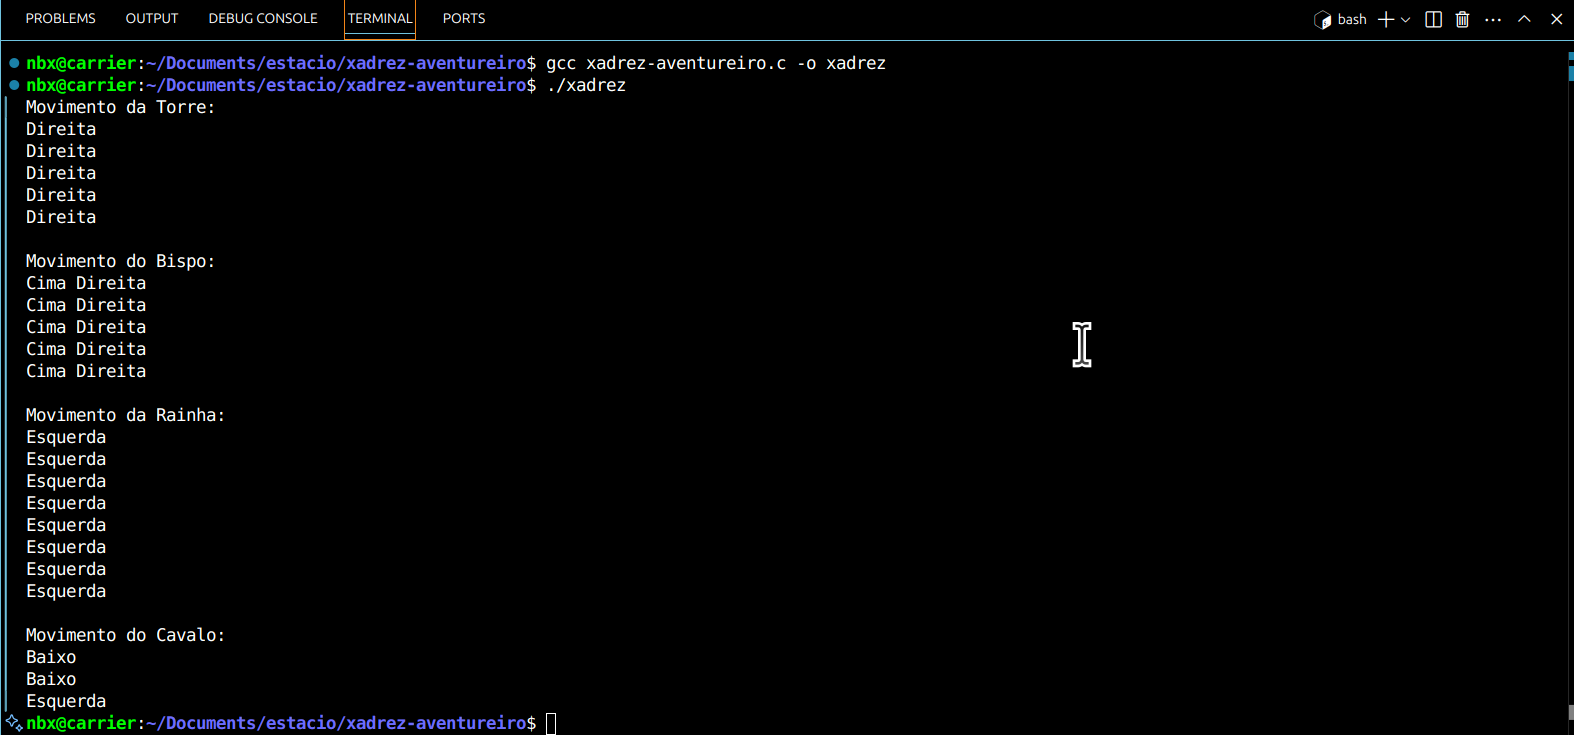 PROBLEMS OUTPUT DEBUG CONSOLE TERMINAL PORTS bash
nbx@carrier:~/Documents/estacio/xadrez-aventureiro$ gcc xadrez-aventureiro.c -o xadrez
nbx@carrier:~/Documents/estacio/xadrez-aventureiro$ ./xadrez
Movimento da Torre:
Direita
Direita
Direita
Direita
Direita
Movimento do Bispo:
Cima Direita
Cima Direita
Cima Direita
Cima Direita
Cima Direita
Movimento da Rainha:
Esquerda
Esquerda
Esquerda
Esquerda
Esquerda
Esquerda
Esquerda
Esquerda
Movimento do Cavalo:
Baixo
Baixo
Esquerda
nbx@carrier:~/Documents/estacio/xadrez-aventureiro$